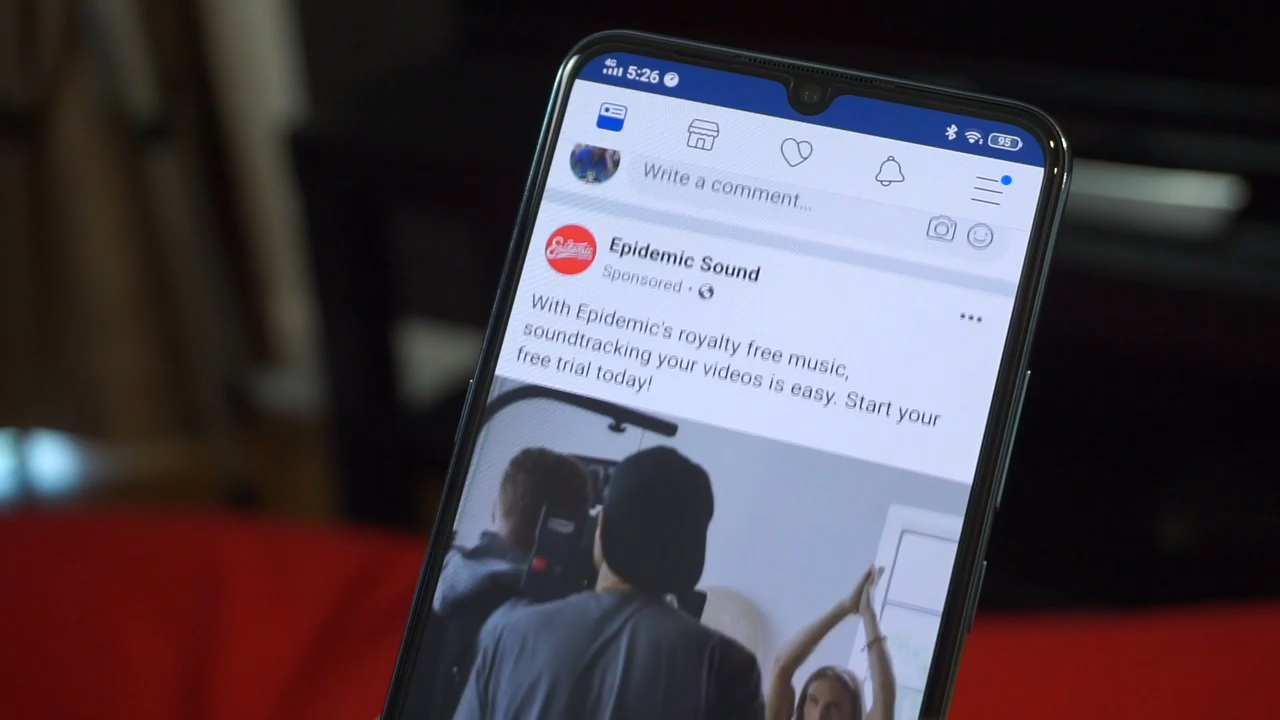 4G
5:26
95
Write a comment...
Epidemic
Epidemic Sound
Sponsored ·
With Epidemic's royalty free music,
soundtracking your videos is easy. Start your
free trial today!